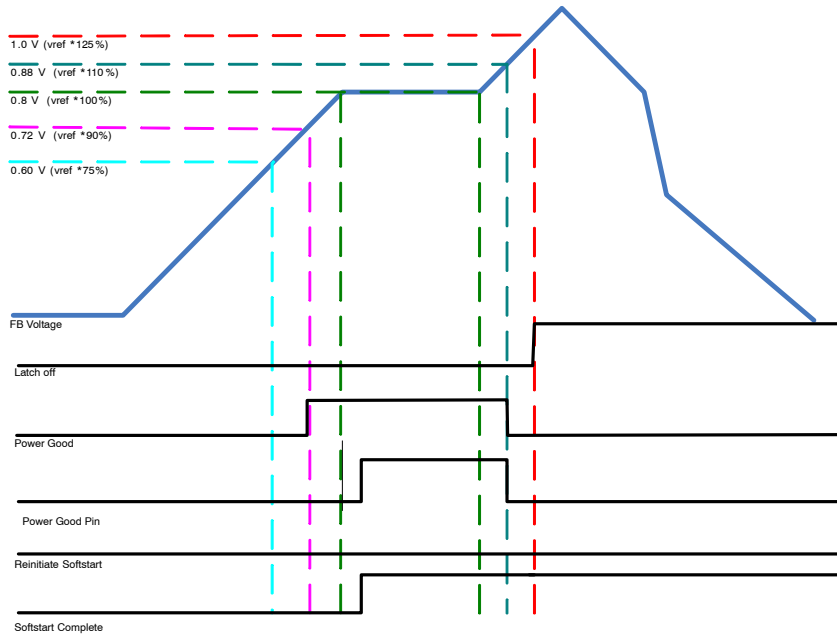 1.0 V (vref *125%)
0.88 V (vref *110%)
0.8 V (vref *100%)
0.72 V (vref *90%)
0.60 V (vref *75%)
FB Voltage
Latch off
Power Good
Power Good Pin
Reinitiate Softstart
Softstart Complete